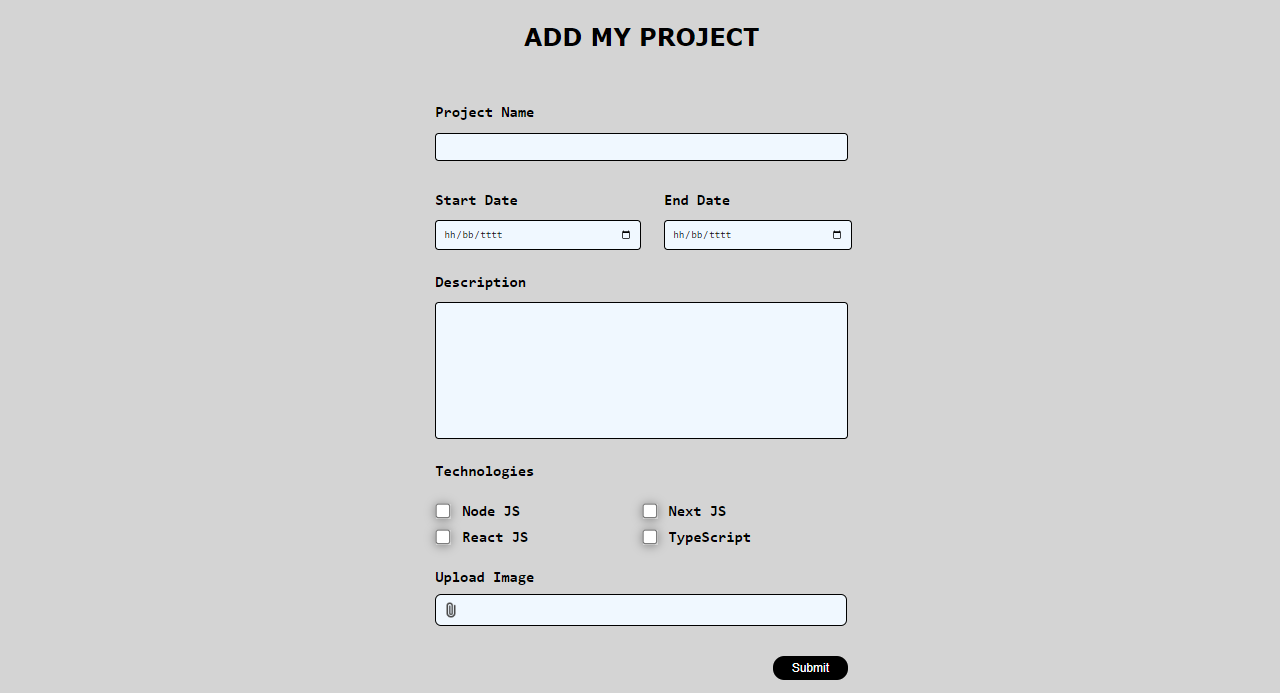 ADD MY PROJECT
Project Name
Start Date End Date
hh/bb/tttt hh/bb/tttt
Description
Technologies
Node JS Next JS
React JS TypeScript
Upload Image
Submit